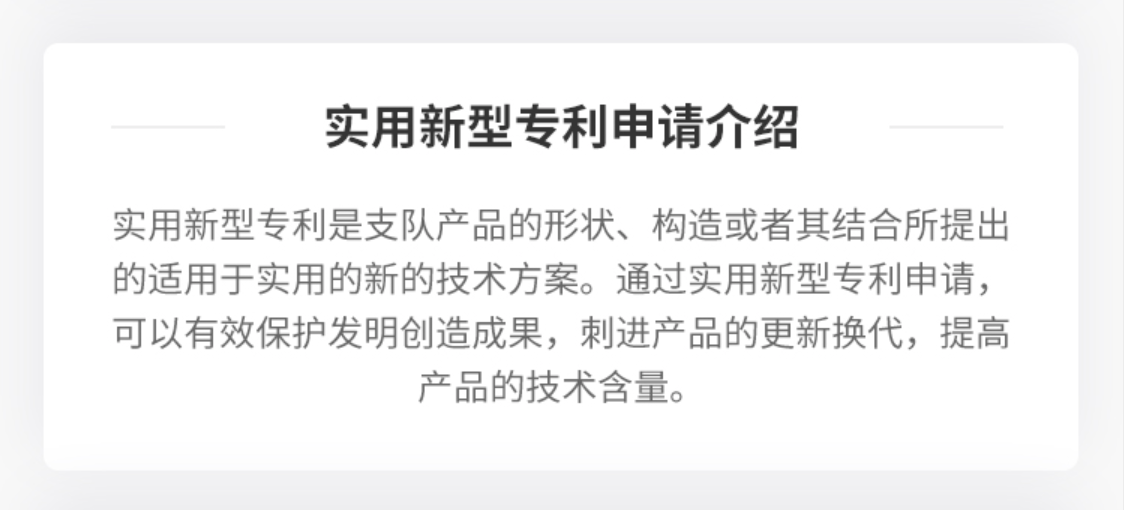 实用新型专利申请介绍
实用新型专利是支队产品的形状、构造或者其结合所提出
的适用于实用的新的技术方案。通过实用新型专利申请，
可以有效保护发明创造成果，刺进产品的更新换代，提高
产品的技术含量。